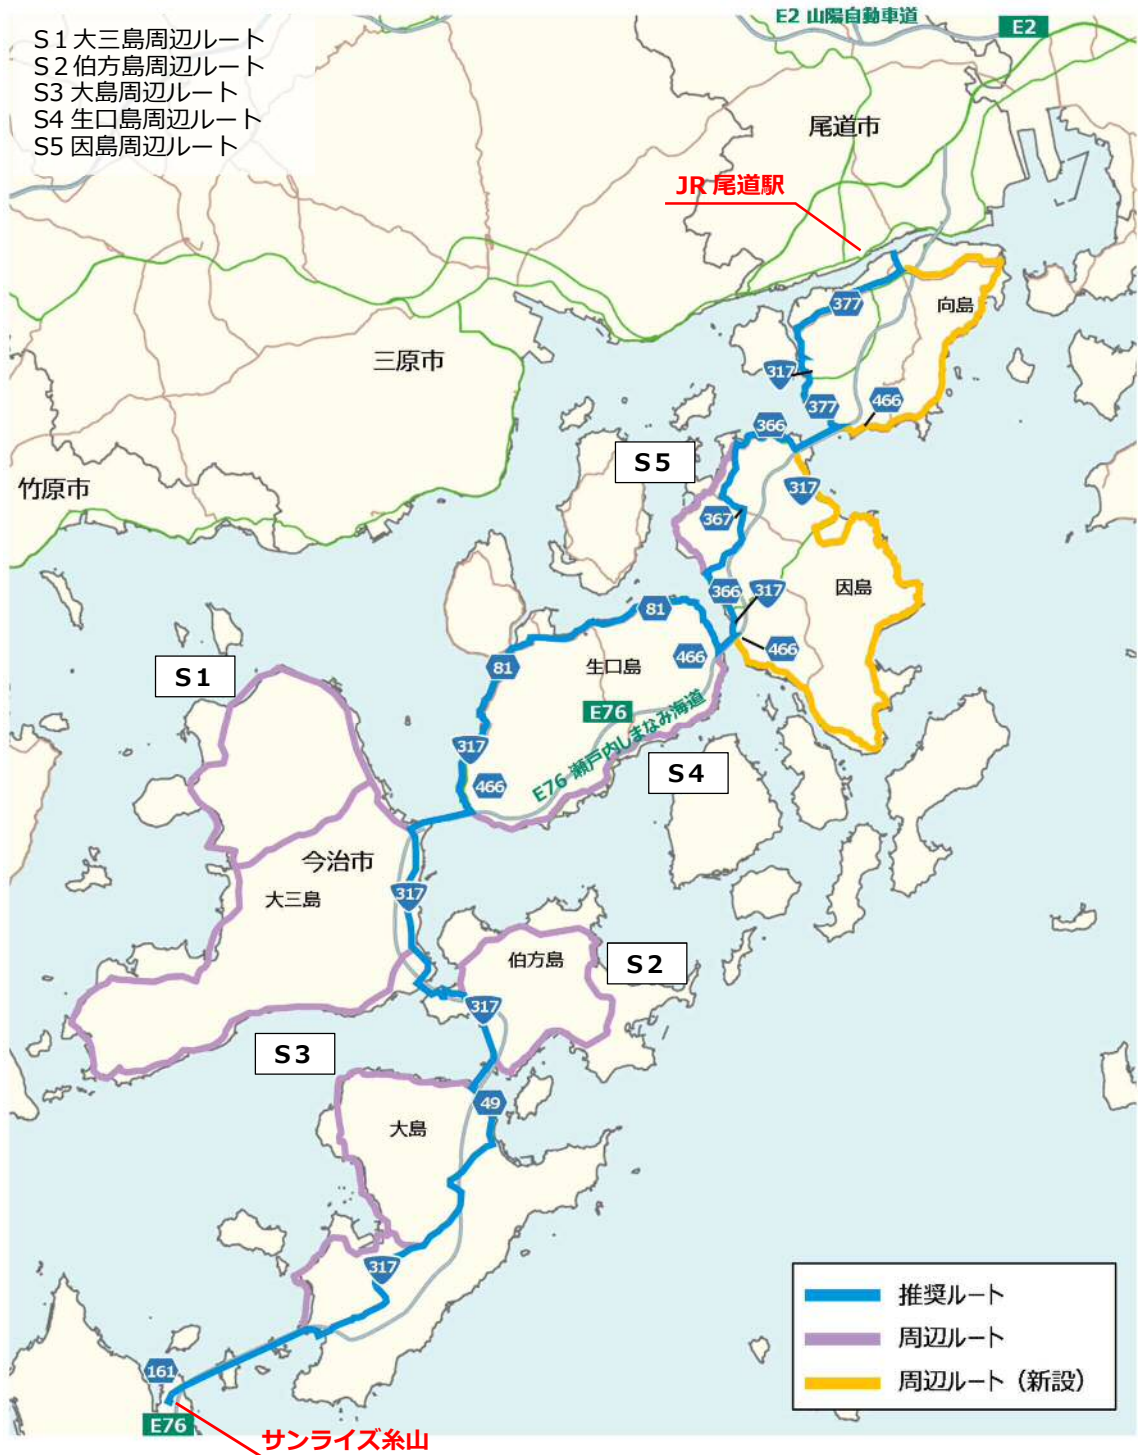 E2 山陽自動車道
E2
S1大三島周辺ルート
S2伯方島周辺ルート
S3 大島周辺ルート
S4 生口島周辺ルート
S5 因島周辺ルート
尾道市
JR 尾道駅
377
向島
317
三原市
377
466
366
S5
317
竹原市
367
因島
366
317
81
466
466
81
生口島
S1
E76
E76 瀬戸内しまなみ海道
317
466
S4
今治市
317
大三島
伯方島
S2
317
S3
49
大島
317
推奨ルート
周辺ルート
周辺ルート（新設）
161
E76
サンライズ糸山